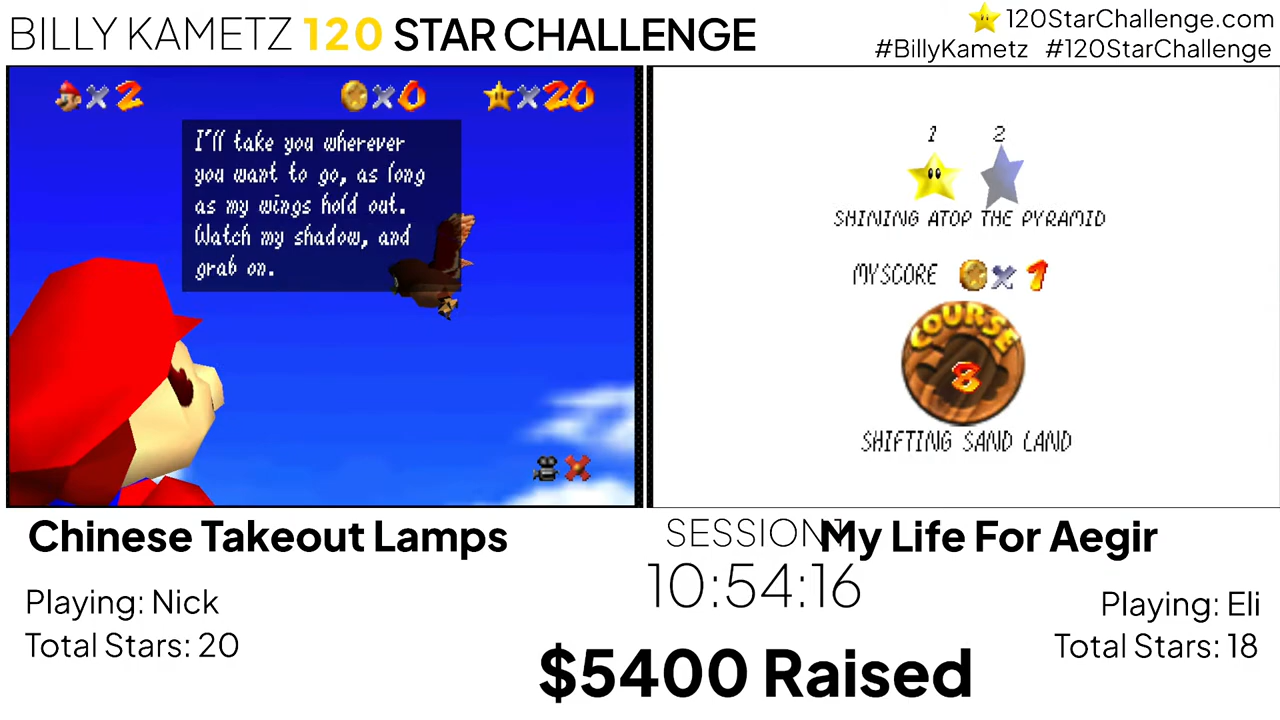 BILLY KAMETZ 120 STAR CHALLENGE
120StarChallenge.com
#BillyKametz #120StarChallenge
x 2
x 0
x 20
I'll take you wherever
you want to go, as long
as my wings hold out.
Watch my shadow, and
grab on.
1 2
SHINING ATOP THE PYRAMID
MY SCORE x 1
COURSE
8
SHIFTING SAND LAND
Chinese Takeout Lamps
Playing: Nick
Total Stars: 20
SESSION
10:54:16
$5400 Raised
My Life For Aegir
Playing: Eli
Total Stars: 18